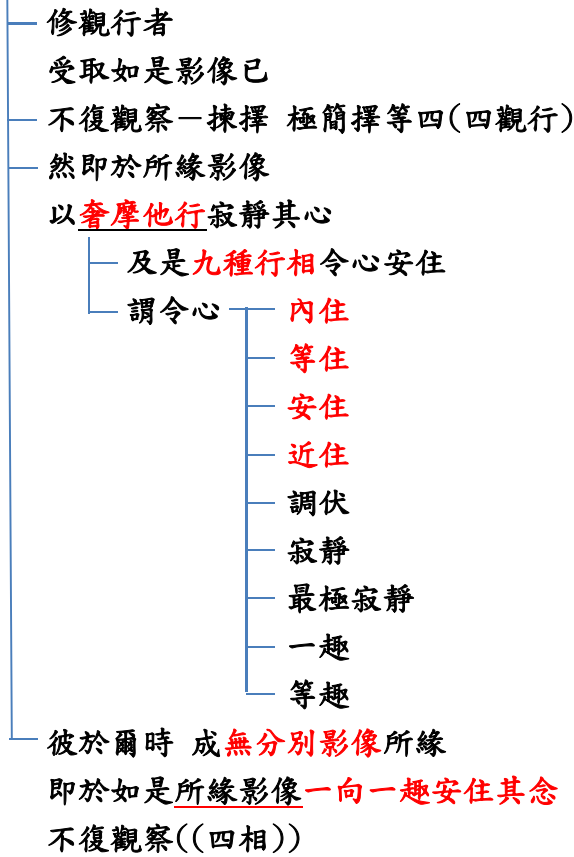 修觀行者
受取如是影像已
不復觀察－揀擇 極簡擇等四(四觀行)
然即於所緣影像
以奢摩他行寂靜其心
及是九種行相令心安住
謂令心 內住
等住
安住
近住
調伏
寂靜
最極寂靜
一趣
等趣
彼於爾時 成無分別影像所緣
即於如是所緣影像一向一趣安住其念
不復觀察((四相))